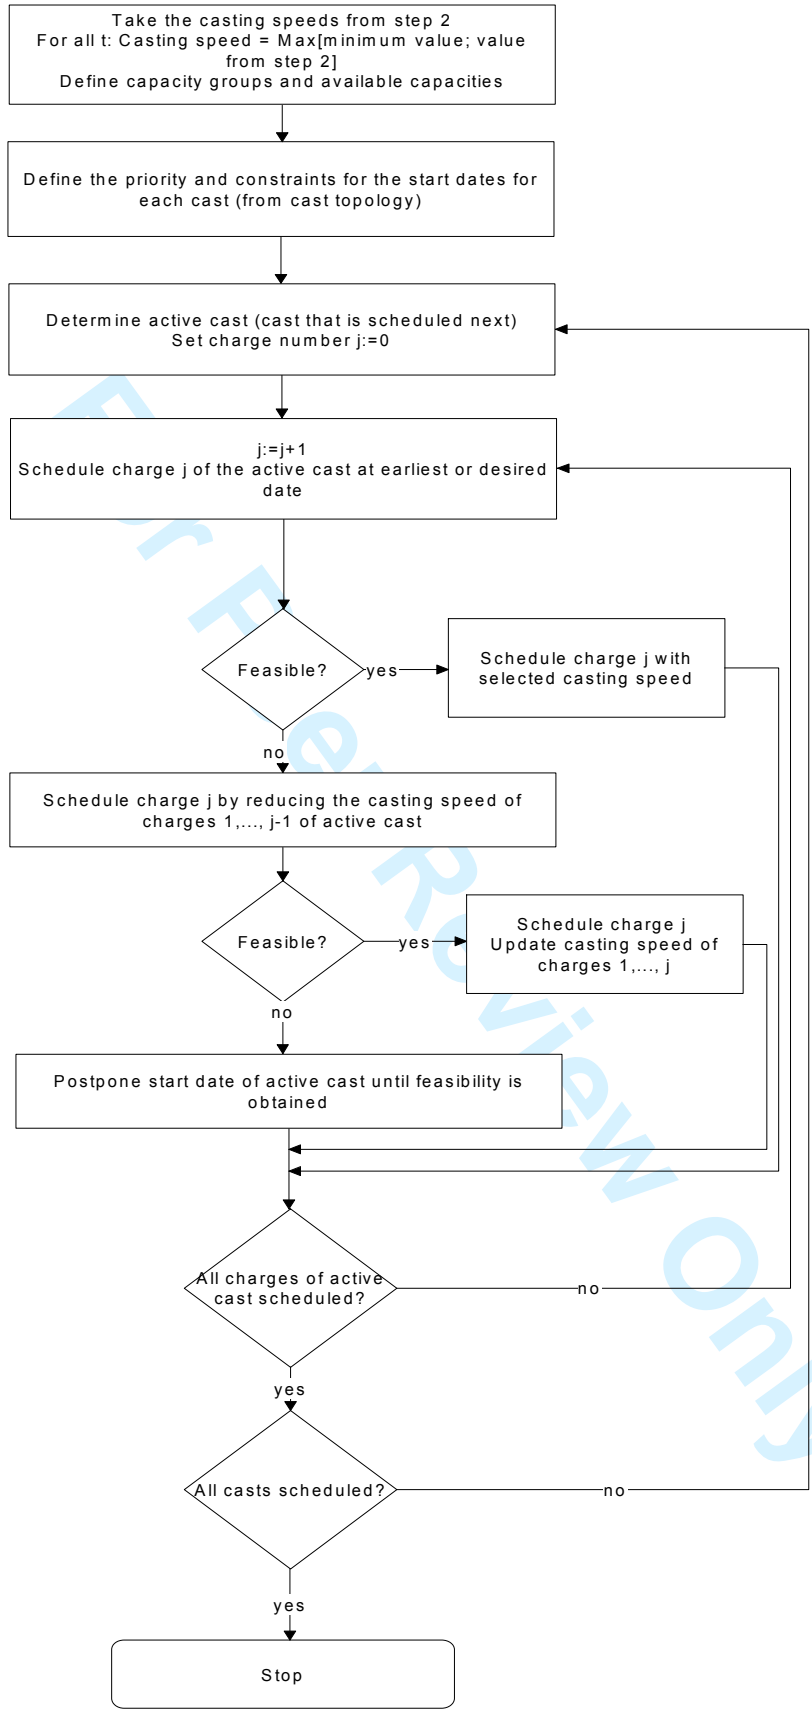 Take the casting speeds from step 2
For all t: Casting speed = Max[minimum value; value
from step 2]
Define capacity groups and available capacities
Define the priority and constraints for the start dates for
each cast (from cast topology)
Determine active cast (cast that is scheduled next)
Set charge number j:=0
j:=j+1
Schedule charge j of the active cast at earliest or desired
date
Feasible?
yes
Schedule charge j with
selected casting speed
no
Schedule charge j by reducing the casting speed of
charges 1,..., j-1 of active cast
Feasible?
yes
Schedule charge j
Update casting speed of
charges 1,..., j
no
Postpone start date of active cast until feasibility is
obtained
All charges of active
cast scheduled?
no
yes
All casts scheduled?
no
yes
Stop
For Peer Review Only